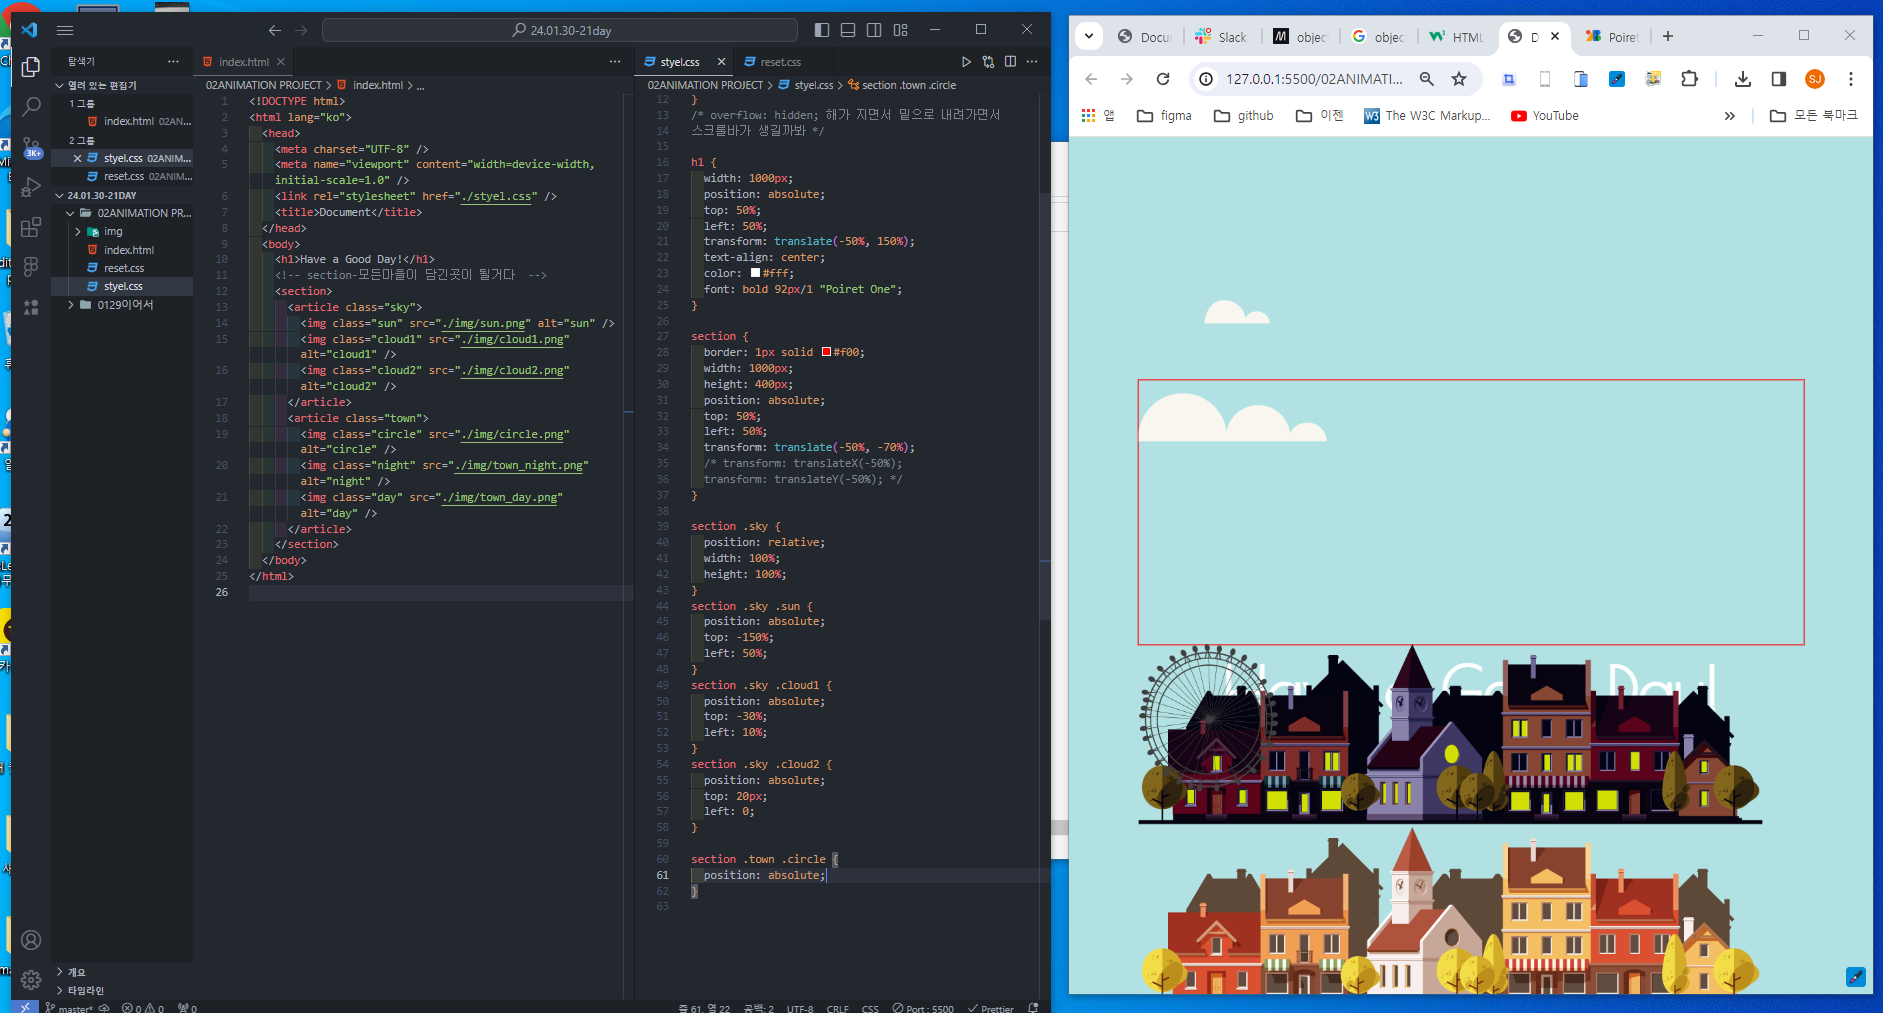 24.01.30-21day
탐색기
index.html
styel.css
reset.css
열려 있는 편집기
1 그룹
index.html 02AN...
2 그룹
styel.css 02ANIM...
reset.css 02ANIM...
24.01.30-21DAY
02ANIMATION PR...
img
index.html
reset.css
styel.css
0129이어서
개요
타임라인
3K+
02ANIMATION PROJECT > index.html > ...
1 <!DOCTYPE html>
2 <html lang="ko">
3 <head>
4 <meta charset="UTF-8" />
5 <meta name="viewport" content="width=device-width,
initial-scale=1.0" />
6 <link rel="stylesheet" href="./styel.css" />
7 <title>Document</title>
8 </head>
9 <body>
10 <h1>Have a Good Day!</h1>
11 <!-- section-모든마을이 담긴곳이 될거다 -->
12 <section>
13 <article class="sky">
14 <img class="sun" src="./img/sun.png" alt="sun" />
15 <img class="cloud1" src="./img/cloud1.png"
alt="cloud1" />
16 <img class="cloud2" src="./img/cloud2.png"
alt="cloud2" />
17 </article>
18 <article class="town">
19 <img class="circle" src="./img/circle.png"
alt="circle" />
20 <img class="night" src="./img/town_night.png"
alt="night" />
21 <img class="day" src="./img/town_day.png"
alt="day" />
22 </article>
23 </section>
24 </body>
25 </html>
26
02ANIMATION PROJECT > styel.css > section .town .circle
12 }
13 /* overflow: hidden; 해가 지면서 밑으로 내려가면서
14 스크롤바가 생길까봐 */
15
16 h1 {
17 width: 1000px;
18 position: absolute;
19 top: 50%;
20 left: 50%;
21 transform: translate(-50%, 150%);
22 text-align: center;
23 color: #fff;
24 font: bold 92px/1 "Poiret One";
25 }
26
27 section {
28 border: 1px solid #f00;
29 width: 1000px;
30 height: 400px;
31 position: absolute;
32 top: 50%;
33 left: 50%;
34 transform: translate(-50%, -70%);
35 /* transform: translateX(-50%);
36 transform: translateY(-50%); */
37 }
38
39 section .sky {
40 position: relative;
41 width: 100%;
42 height: 100%;
43 }
44 section .sky .sun {
45 position: absolute;
46 top: -150%;
47 left: 50%;
48 }
49 section .sky .cloud1 {
50 position: absolute;
51 top: -30%;
52 left: 10%;
53 }
54 section .sky .cloud2 {
55 position: absolute;
56 top: 20px;
57 left: 0;
58 }
59
60 section .town .circle {
61 position: absolute;
62 }
63
master* 0 0 0
줄 61, 열 22 공백: 2 UTF-8 CRLF CSS Port : 5500 Prettier
Docu Slack objec objec HTML D Poiret
127.0.0.1:5500/02ANIMATI... SJ
앱 figma github 이젠 The W3C Markup... YouTube 모든 북마크